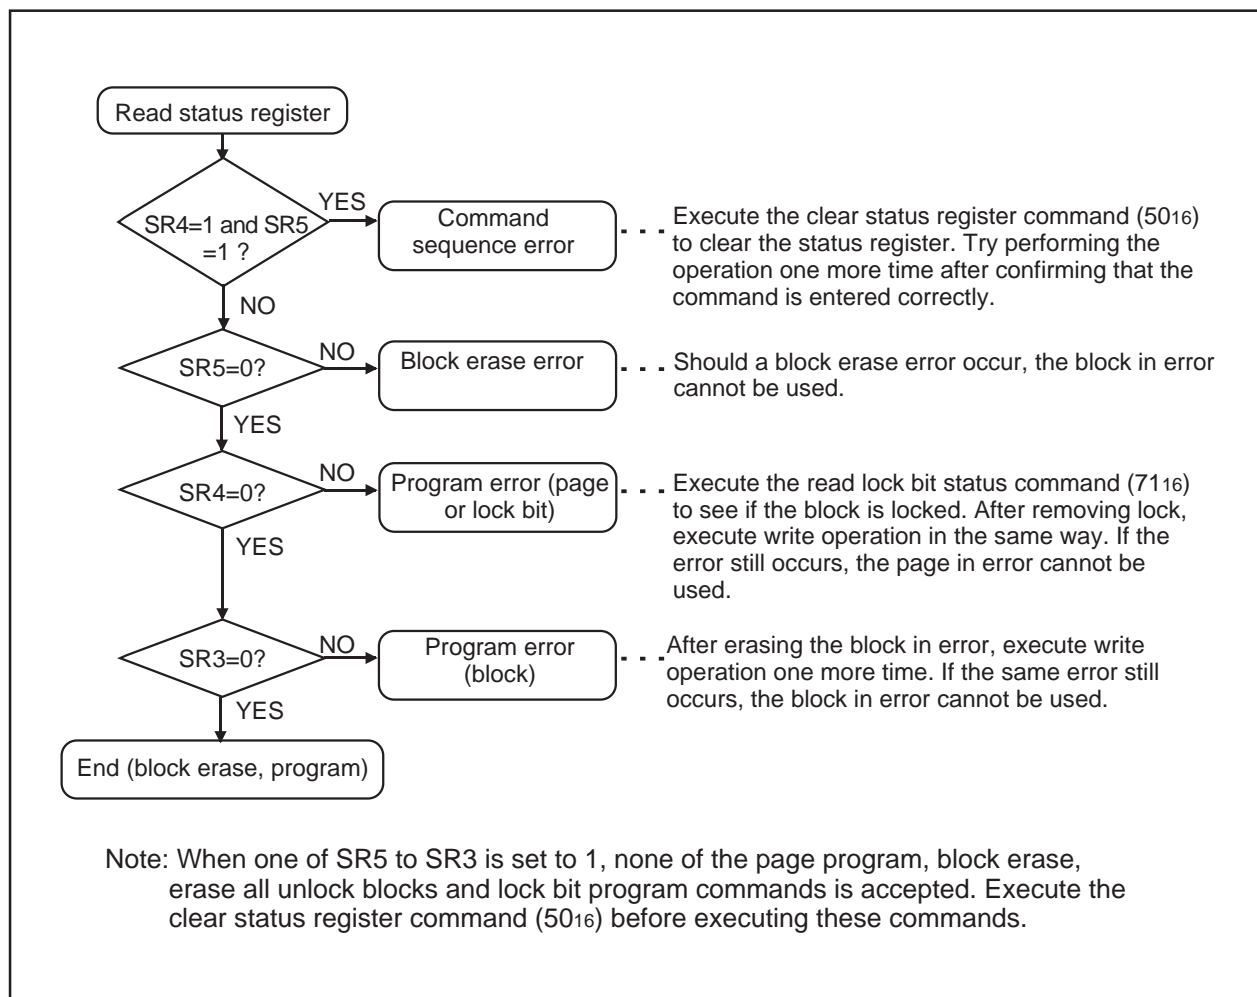 Read status register
SR4=1 and SR5
=1 ?
YES
Command
sequence error
Execute the clear status register command (5016)
to clear the status register. Try performing the
operation one more time after confirming that the
command is entered correctly.
NO
SR5=0?
NO
Block erase error
Should a block erase error occur, the block in error
cannot be used.
YES
SR4=0?
NO
Program error (page
or lock bit)
Execute the read lock bit status command (7116)
to see if the block is locked. After removing lock,
execute write operation in the same way. If the
error still occurs, the page in error cannot be
used.
YES
SR3=0?
NO
Program error
(block)
After erasing the block in error, execute write
operation one more time. If the same error still
occurs, the block in error cannot be used.
YES
End (block erase, program)
Note: When one of SR5 to SR3 is set to 1, none of the page program, block erase,
erase all unlock blocks and lock bit program commands is accepted. Execute the
clear status register command (5016) before executing these commands.